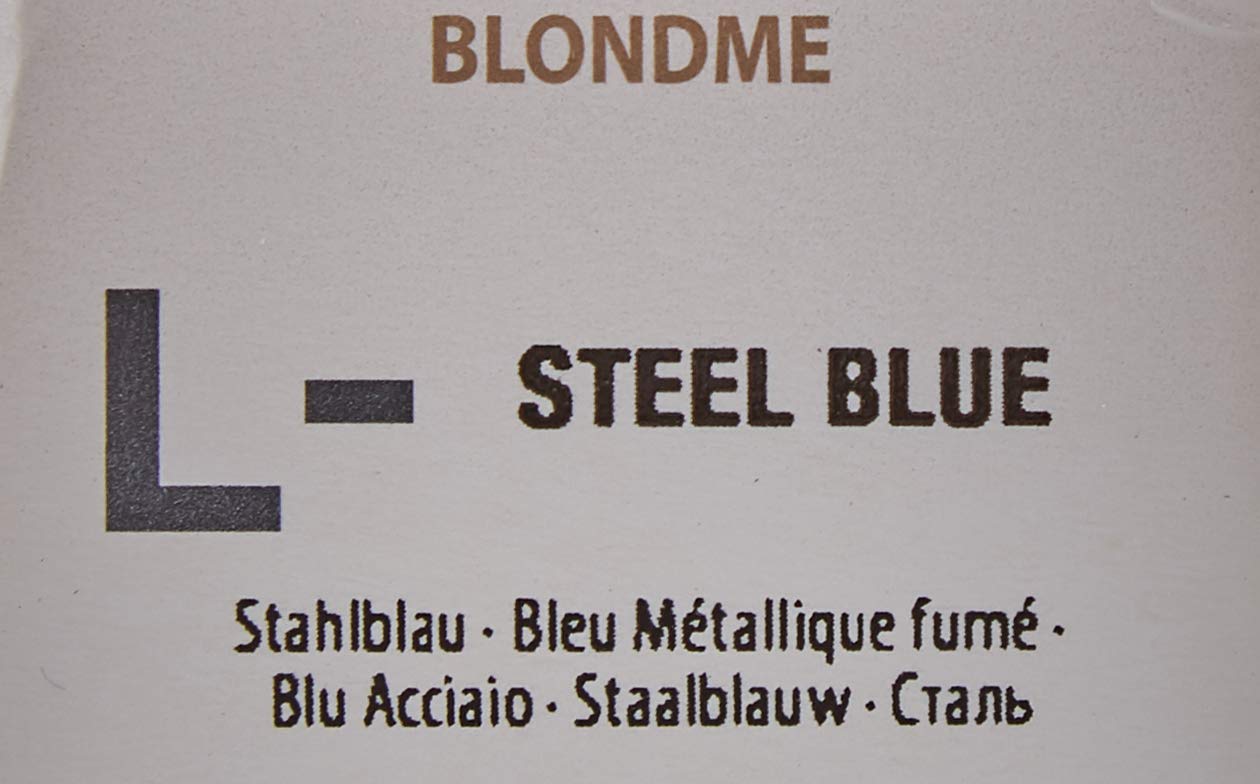 BLONDME
L- STEEL BLUE
Stahlblau · Bleu Métallique fumé ·
Blu Acciaio · Staalblauw · Сталь